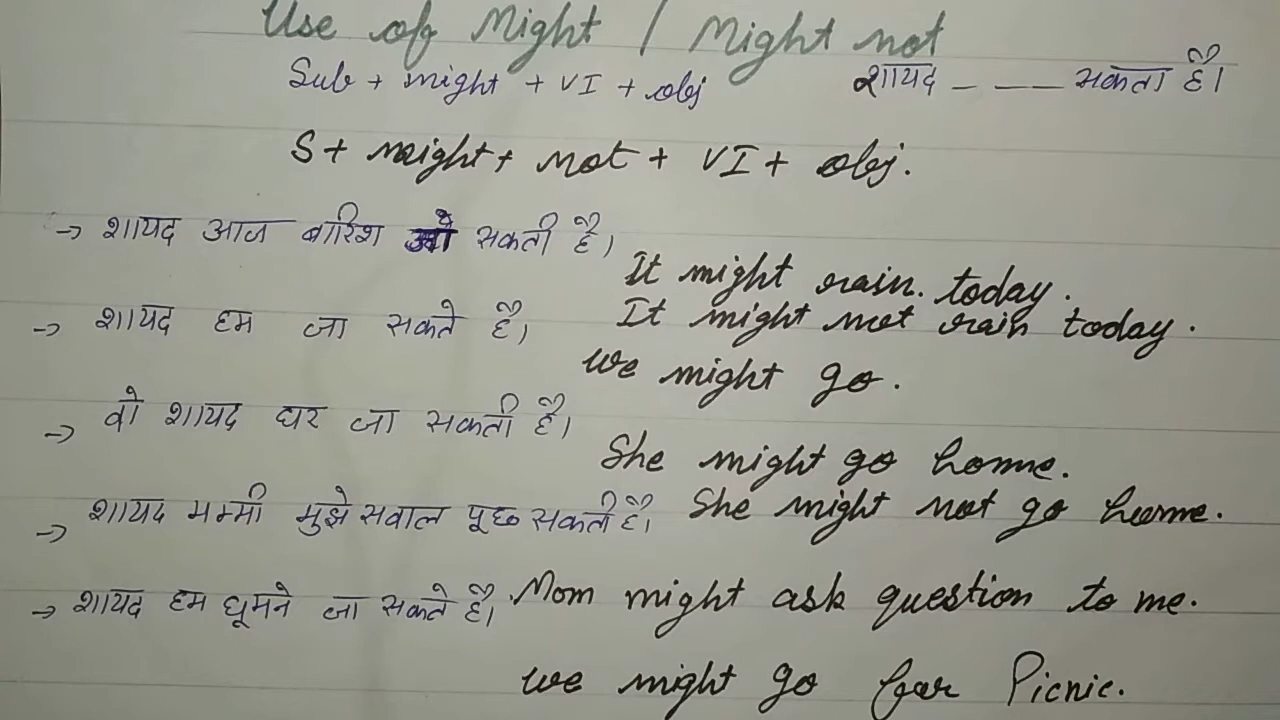 Use of Might / Might not
Sub + might + VI + obj शायद _ _ __ सकता है।
S + might + not + VI + obj.
→ शायद आज बारिश सकती है।
It might rain. today.
→ शायद हम जा सकते है।
It might not rain today.
We might go.
→ वो शायद घर जा सकती है।
She might go home.
→ शायद मम्मी मुझे सवाल पूछ सकती है।
She might not go home.
→ शायद हम घूमने जा सकते है।
Mom might ask question to me.
we might go for Picnic.